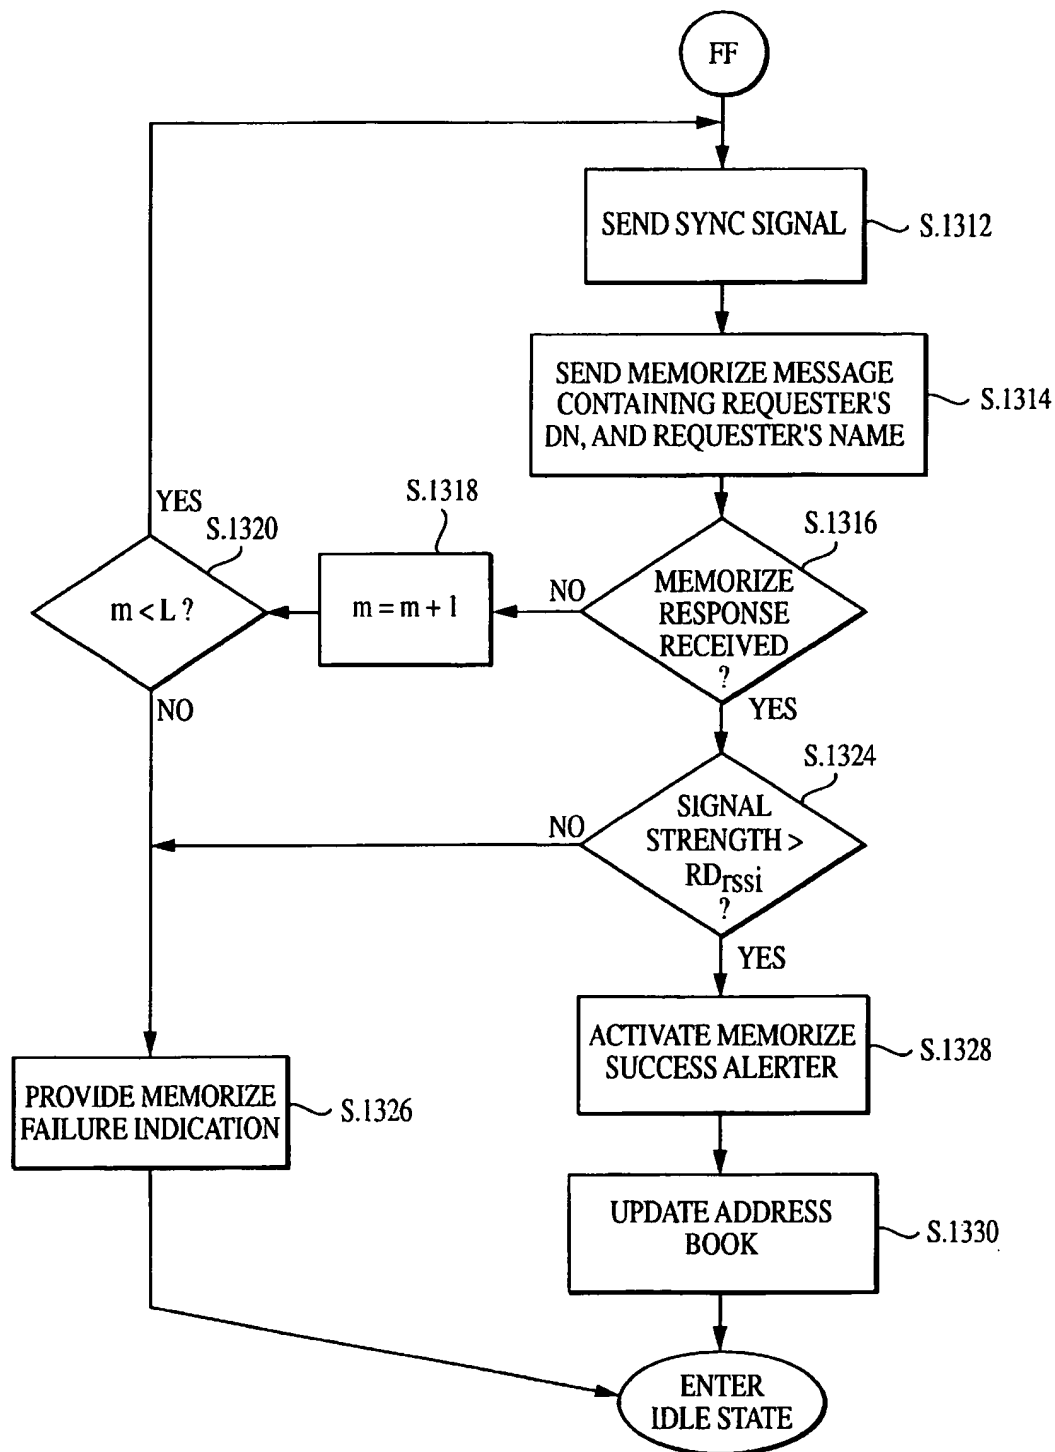 FF
SEND SYNC SIGNAL
S.1312
SEND MEMORIZE MESSAGE
CONTAINING REQUESTER'S
DN, AND REQUESTER'S NAME
S.1314
S.1318
YES
S.1320
S.1316
m < L ?
m = m + 1
NO
MEMORIZE
RESPONSE
RECEIVED
?
NO
YES
S.1324
NO
SIGNAL
STRENGTH >
RDrssi
?
YES
ACTIVATE MEMORIZE
SUCCESS ALERTER
S.1328
PROVIDE MEMORIZE
FAILURE INDICATION
S.1326
UPDATE ADDRESS
BOOK
S.1330
ENTER
IDLE STATE